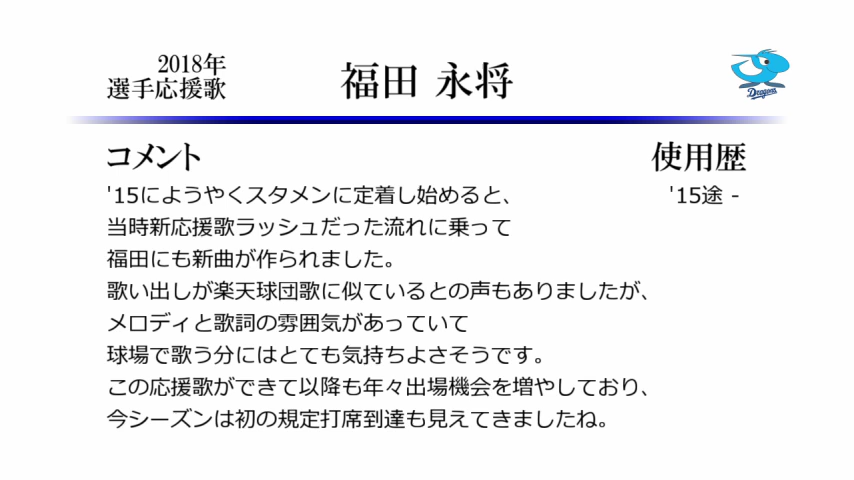 2018年
選手応援歌
福田 永将
Dragons
コメント
使用歴
'15にようやくスタメンに定着し始めると、
'15途 -
当時新応援歌ラッシュだった流れに乗って
福田にも新曲が作られました。
歌い出しが楽天球団歌に似ているとの声もありましたが、
メロディと歌詞の雰囲気があっていて
球場で歌う分にはとても気持ちよさそうです。
この応援歌ができて以降も年々出場機会を増やしており、
今シーズンは初の規定打席到達も見えてきましたね。